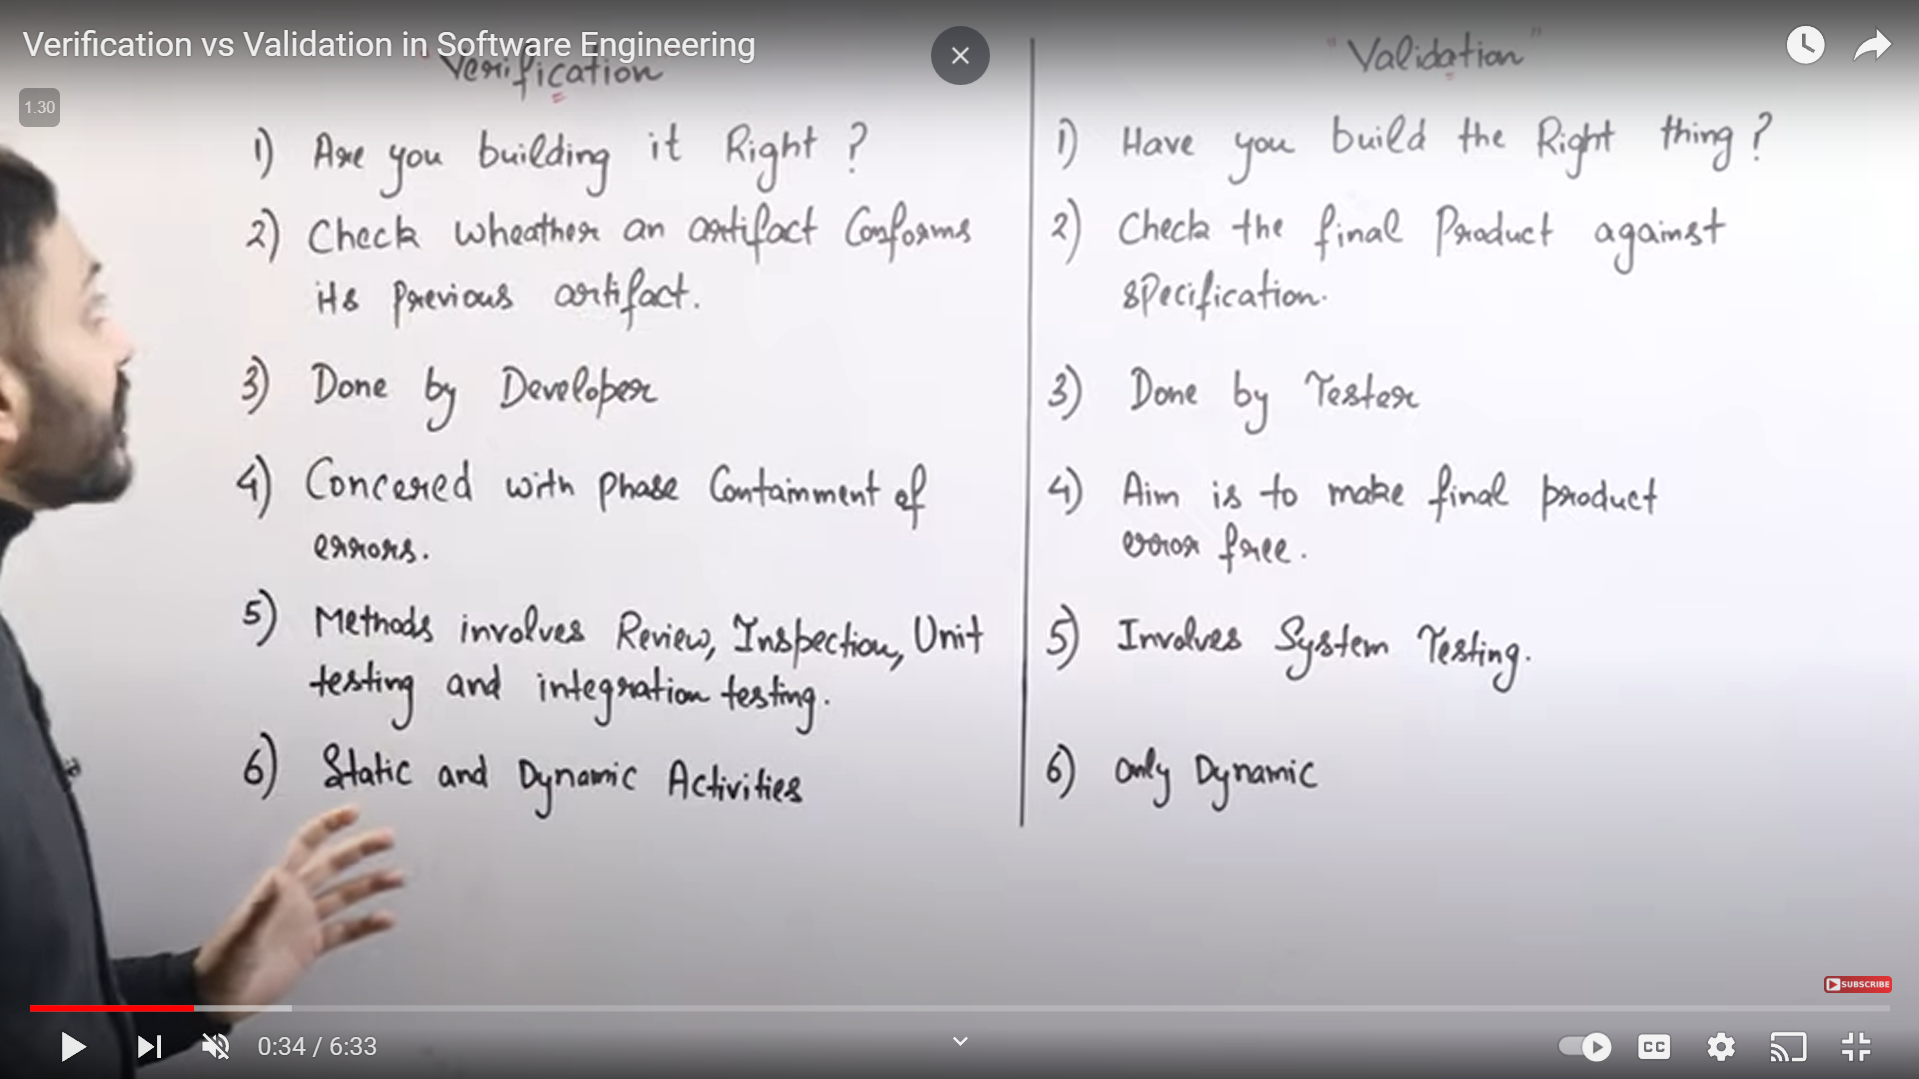 Verification vs Validation in Software Engineering
Verification
1.30
1) Are you building it Right ?
2) Check wheather an artifact Conforms
its Previous artifact.
3) Done by Developer
4) Concered with phase Containment of
errors.
5) Methods involves Review, Inspection, Unit
testing and integration testing.
6) Static and Dynamic Activities
"Validation"
1) Have you build the Right thing ?
2) Check the final Product against
specification.
3) Done by Tester
4) Aim is to make final product
error free.
5) Involves System Testing.
6) Only Dynamic
SUBSCRIBE
0:34 / 6:33
CC